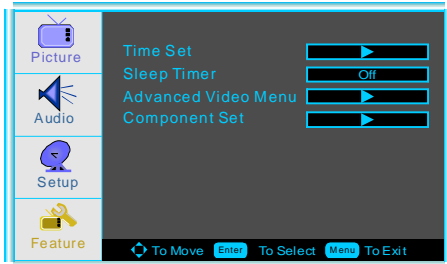 Picture
Audio
Setup
Feature
Time Set
Sleep Timer Off
Advanced Video Menu
Component Set
To Move Enter To Select Menu To Exit